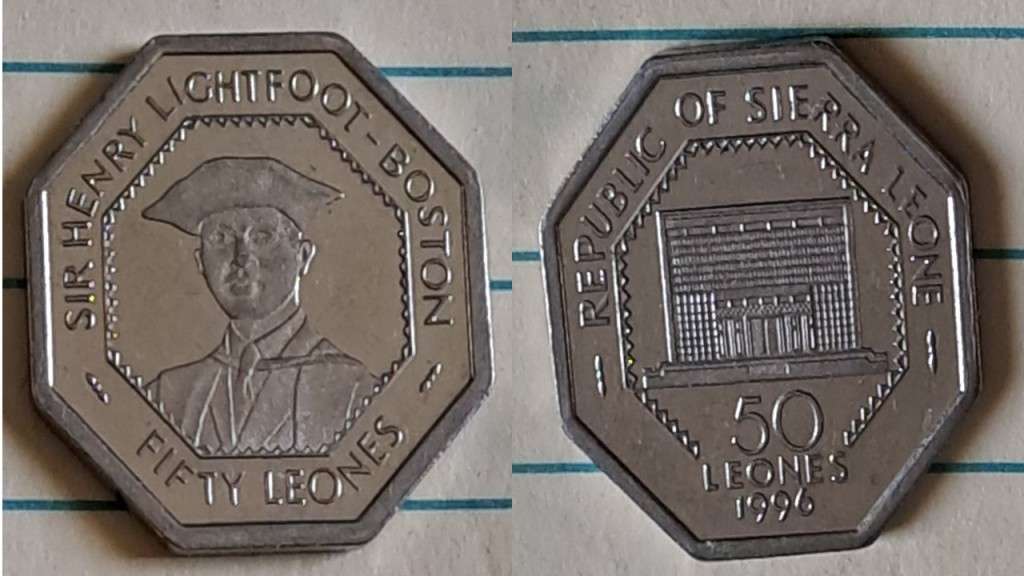 SIR HENRY LIGHTFOOT-BOSTON
FIFTY LEONES
REPUBLIC OF SIERRA LEONE
50
LEONES
1996